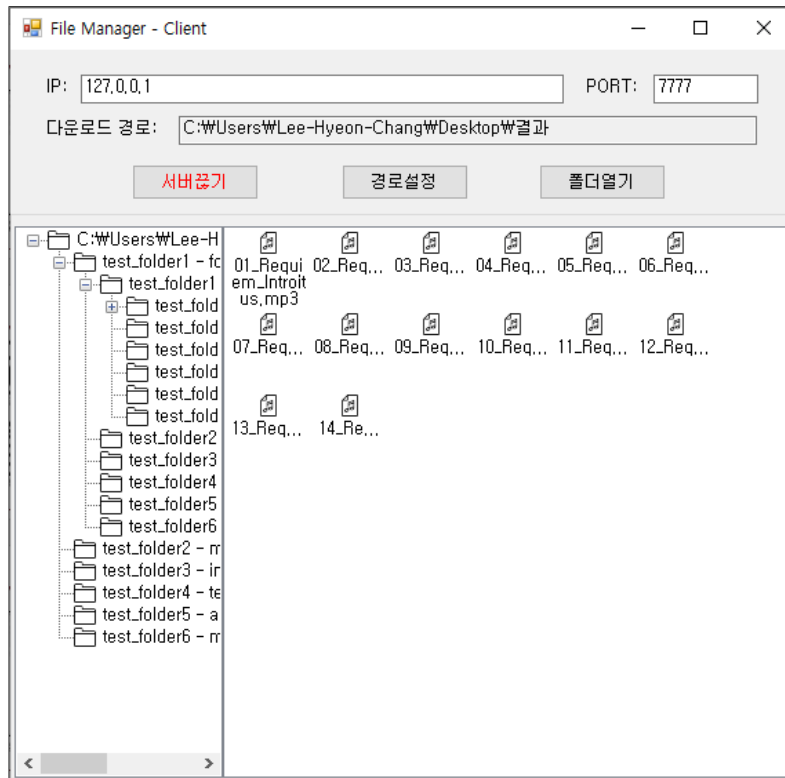 File Manager - Client
IP: 127.0.0.1 PORT: 7777
다운로드 경로: C:₩Users₩Lee-Hyeon-Chang₩Desktop₩결과
서버끊기 경로설정 폴더열기
C:₩Users₩Lee-H
test_folder1 - fo
test_folder1
test_fold
test_fold
test_fold
test_fold
test_fold
test_fold
test_folder2
test_folder3
test_folder4
test_folder5
test_folder6
test_folder2 - m
test_folder3 - in
test_folder4 - te
test_folder5 - a
test_folder6 - m
01_Requi 02_Req... 03_Req... 04_Req... 05_Req... 06_Req...
em_Introit
us.mp3
07_Req... 08_Req... 09_Req... 10_Req... 11_Req... 12_Req...
13_Req... 14_Re...